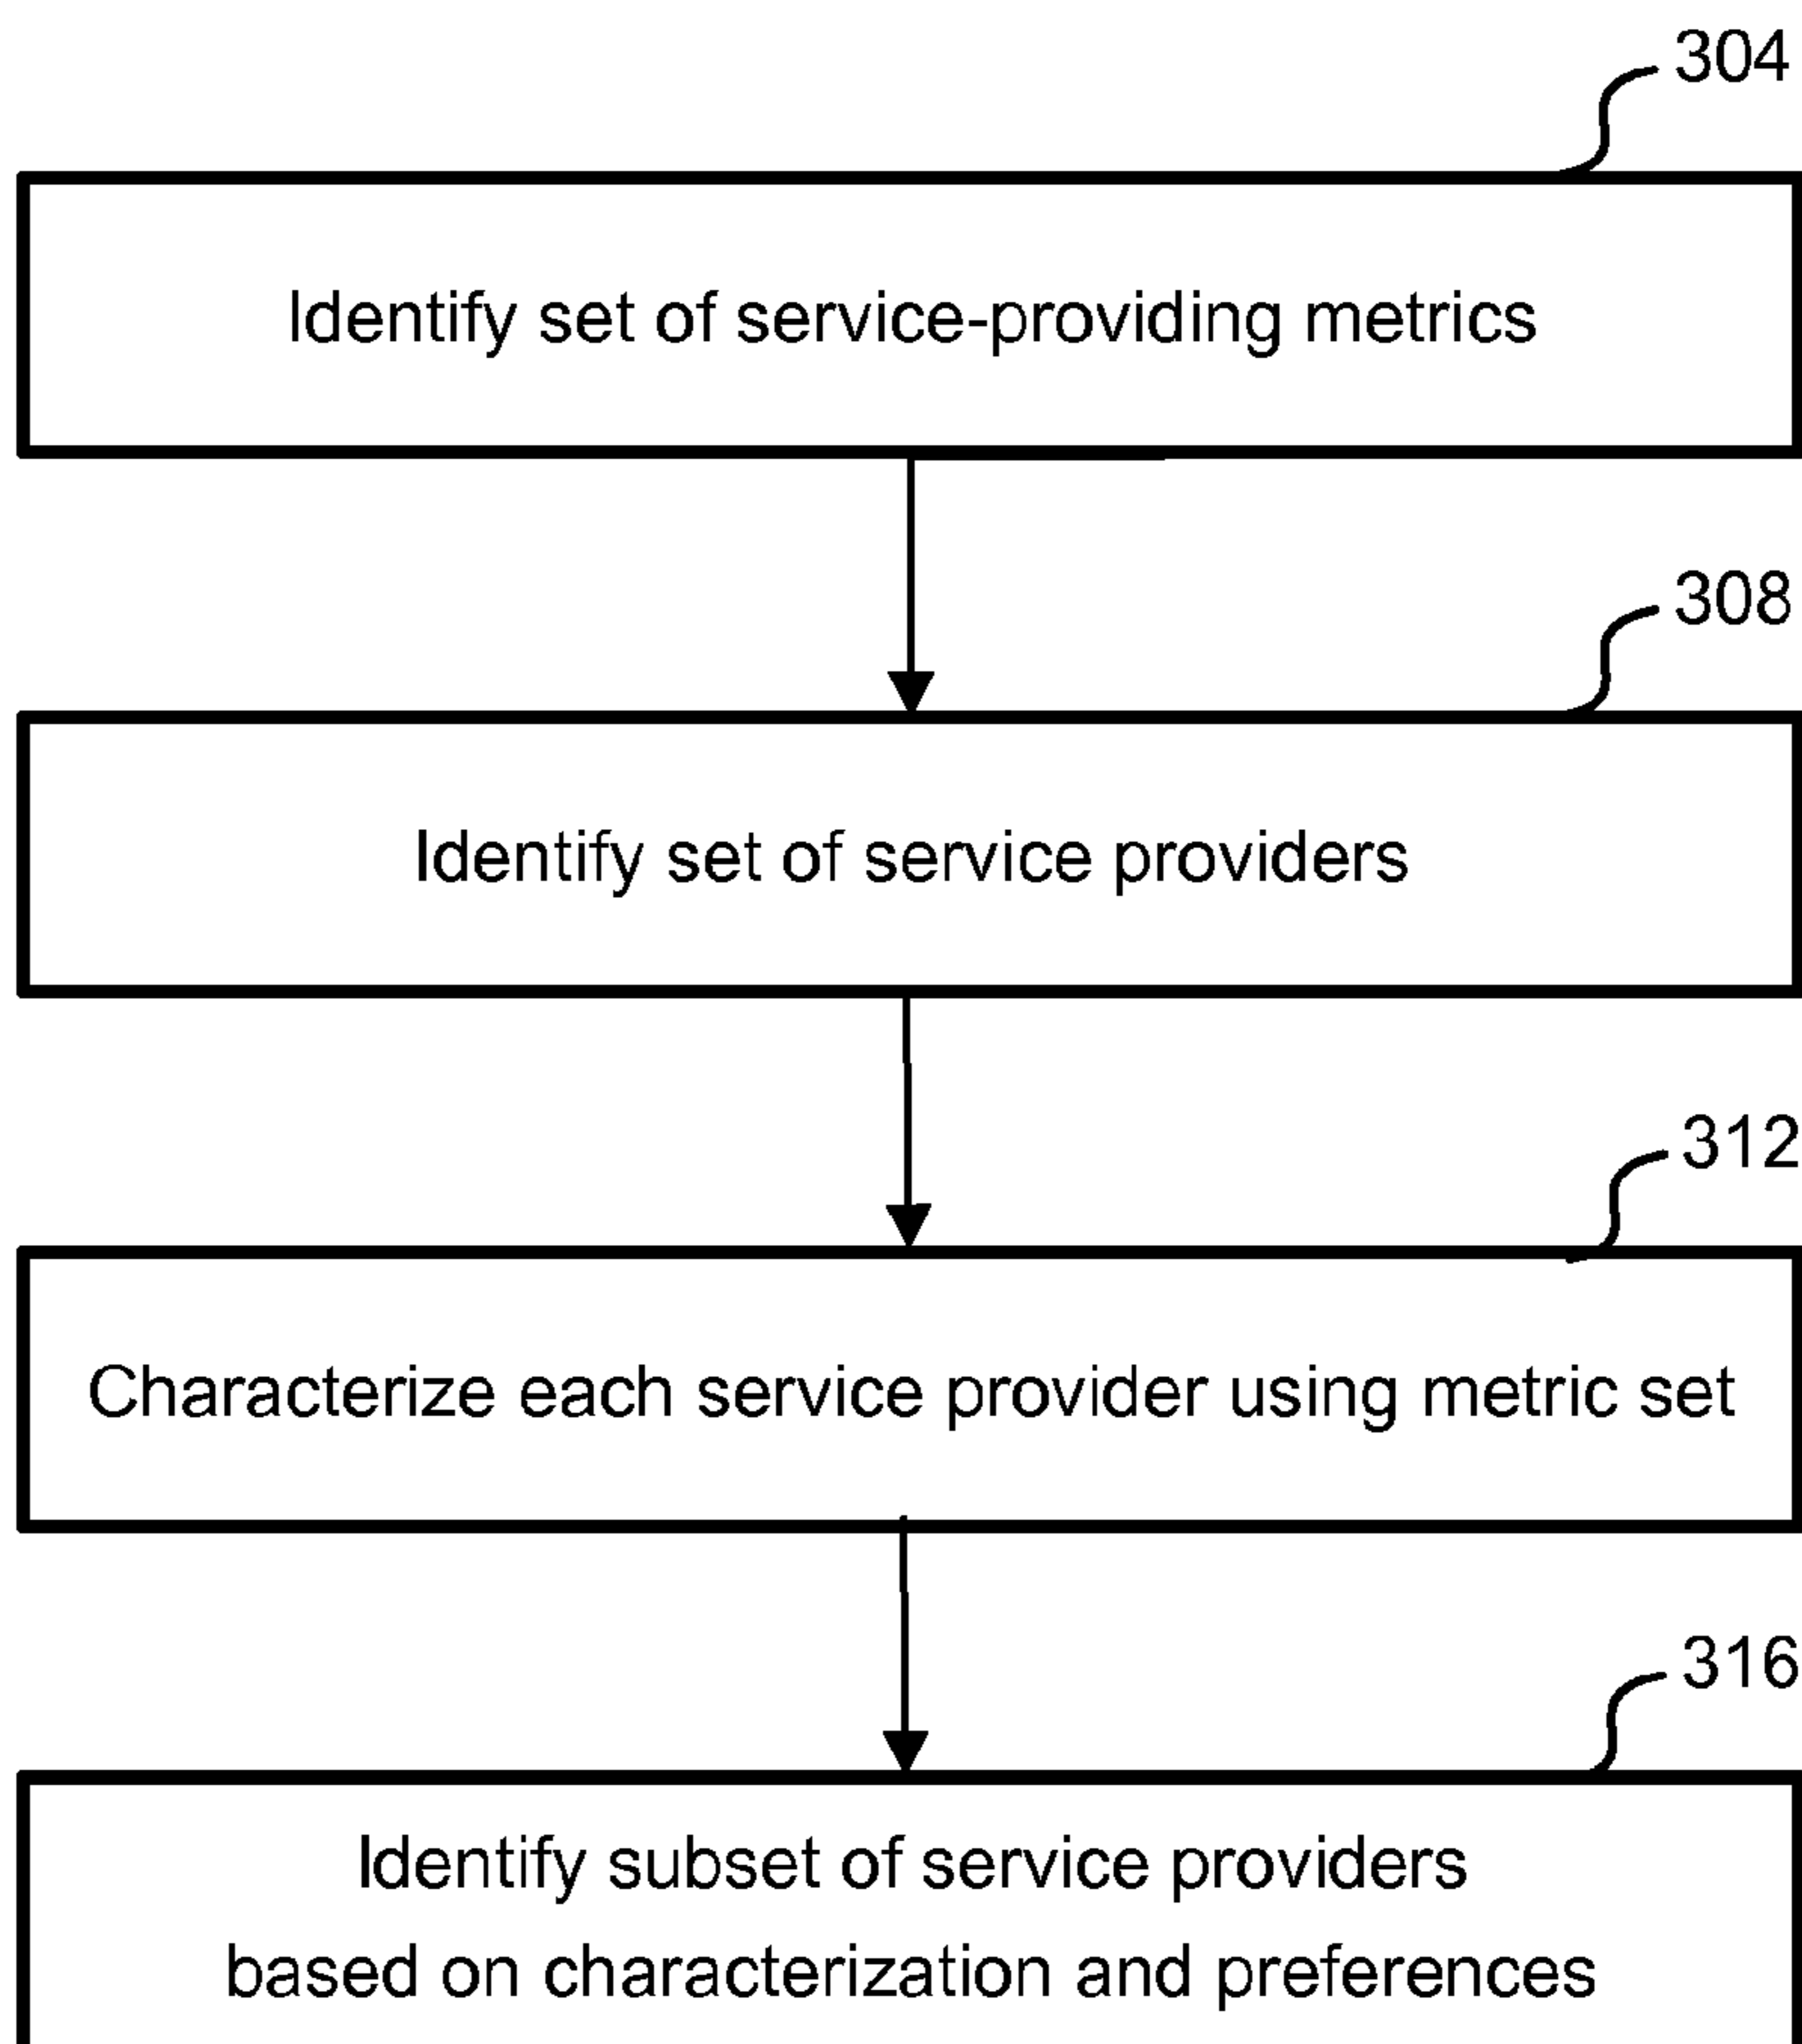 304
Identify set of service-providing metrics
308
Identify set of service providers
312
Characterize each service provider using metric set
316
Identify subset of service providers
based on characterization and preferences